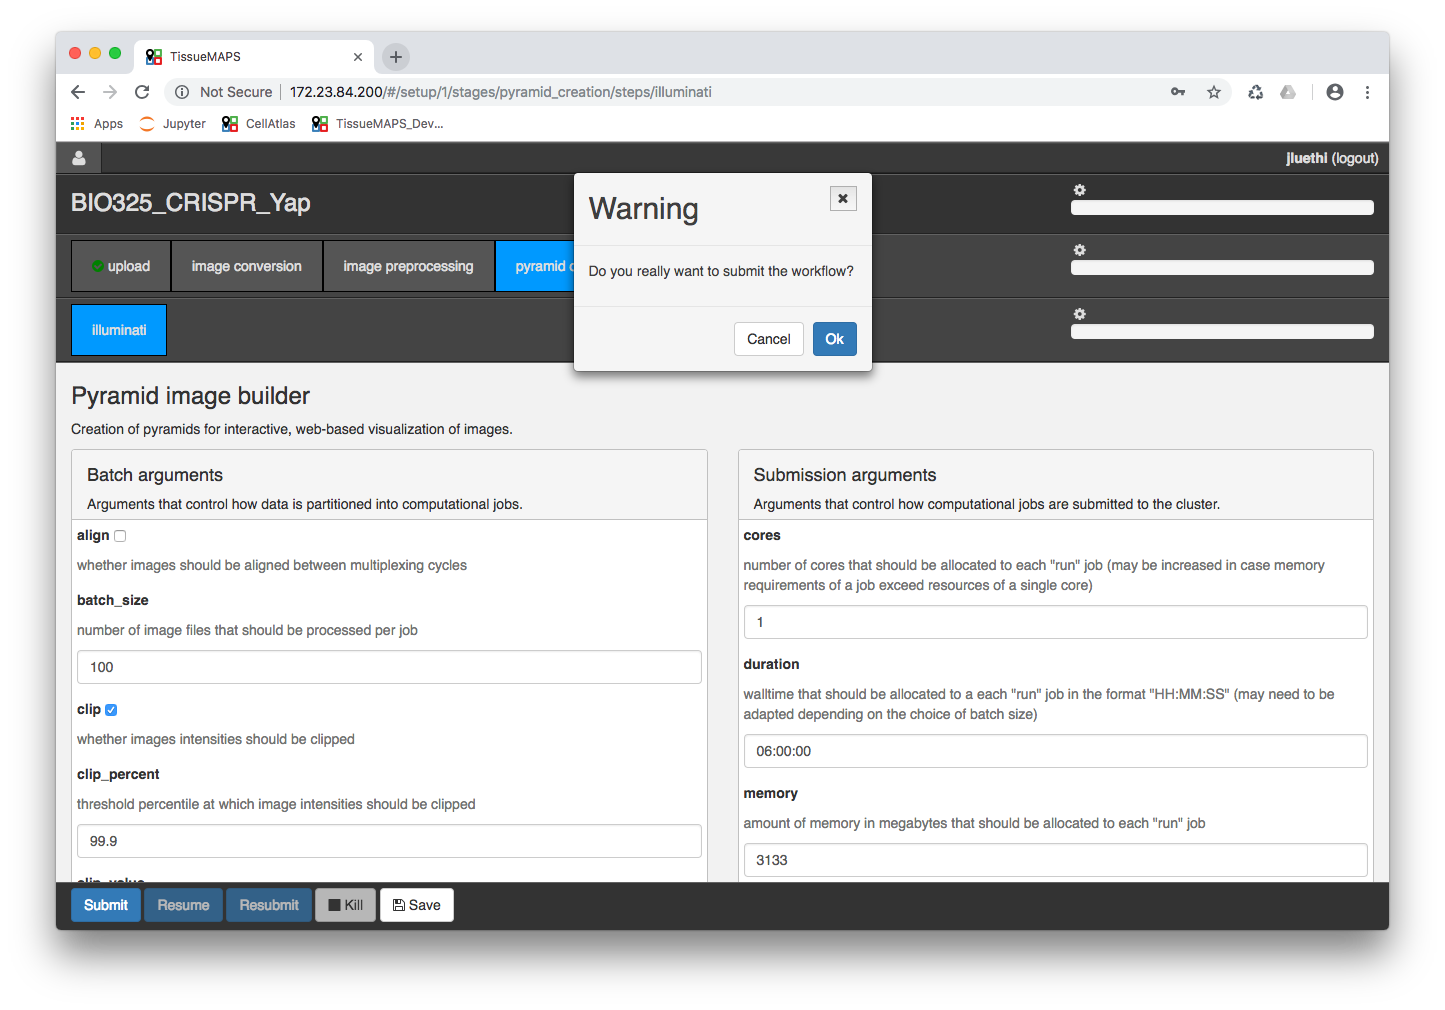 TissueMAPS
Not Secure 172.23.84.200/#/setup/1/stages/pyramid_creation/steps/illuminati
Apps Jupyter CellAtlas TissueMAPS_Dev...
jluethi (logout)
BIO325_CRISPR_Yap
Warning
Do you really want to submit the workflow?
Cancel Ok
upload image conversion image preprocessing pyramid
illuminati
Pyramid image builder
Creation of pyramids for interactive, web-based visualization of images.
Batch arguments
Arguments that control how data is partitioned into computational jobs.
align
whether images should be aligned between multiplexing cycles
batch_size
number of image files that should be processed per job
100
clip
whether images intensities should be clipped
clip_percent
threshold percentile at which image intensities should be clipped
99.9
Submission arguments
Arguments that control how computational jobs are submitted to the cluster.
cores
number of cores that should be allocated to each "run" job (may be increased in case memory
requirements of a job exceed resources of a single core)
1
duration
walltime that should be allocated to a each "run" job in the format "HH:MM:SS" (may need to be
adapted depending on the choice of batch size)
06:00:00
memory
amount of memory in megabytes that should be allocated to each "run" job
3133
Submit Resume Resubmit Kill Save